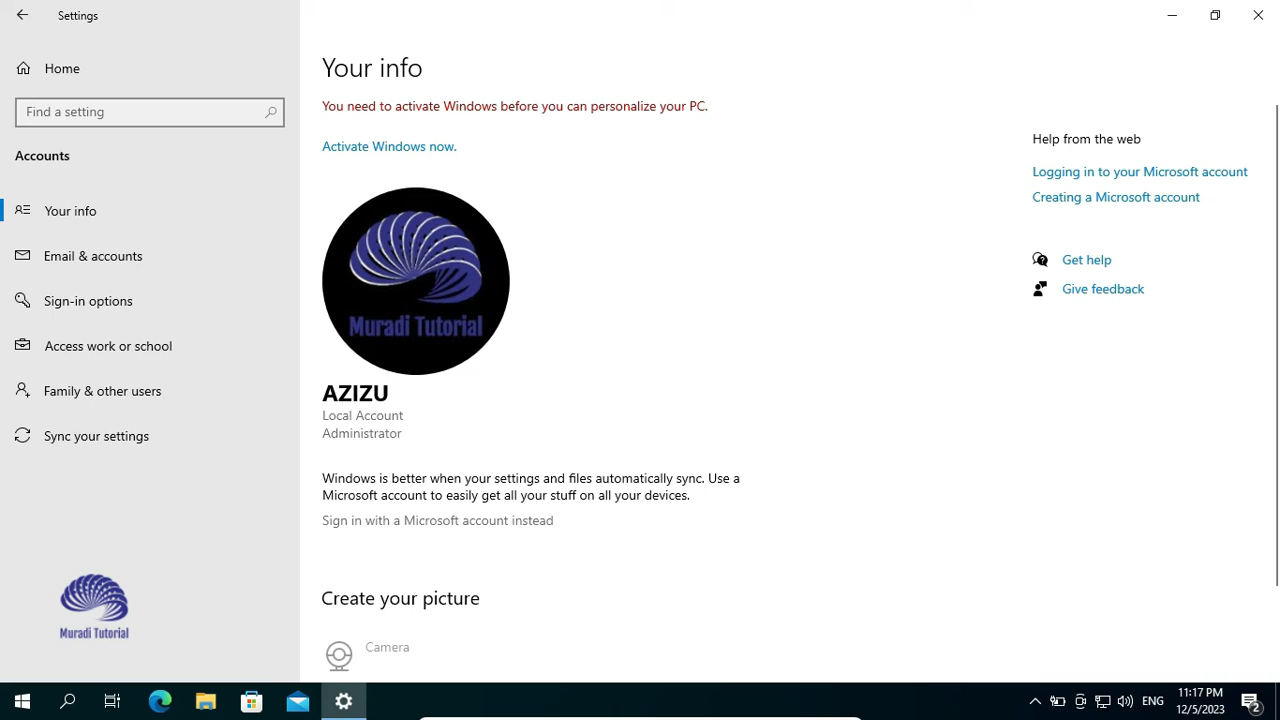 Settings
Home
Find a setting
Accounts
Your info
Email & accounts
Sign-in options
Access work or school
Family & other users
Sync your settings
Muradi Tutorial
Your info
You need to activate Windows before you can personalize your PC.
Activate Windows now.
Muradi Tutorial
AZIZU
Local Account
Administrator
Windows is better when your settings and files automatically sync. Use a
Microsoft account to easily get all your stuff on all your devices.
Sign in with a Microsoft account instead
Create your picture
Camera
Help from the web
Logging in to your Microsoft account
Creating a Microsoft account
Get help
Give feedback
ENG
11:17 PM
12/5/2023
2